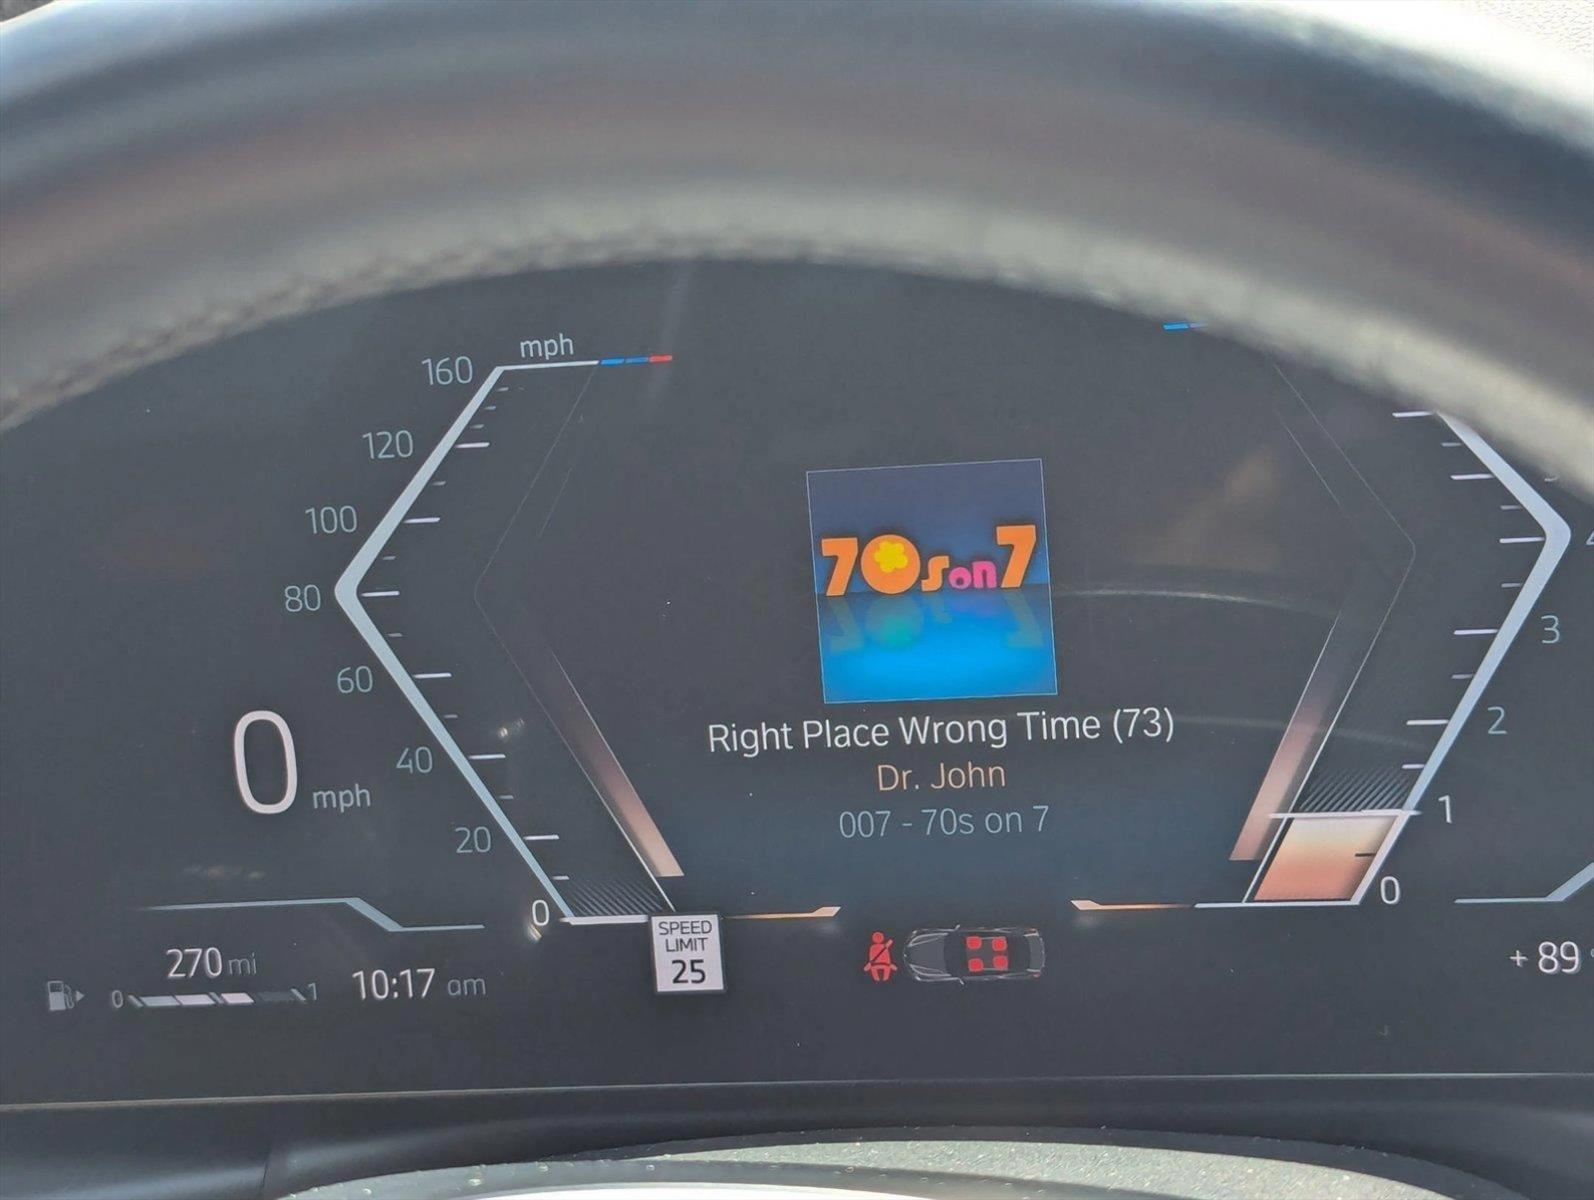 mph
160
120
100
80
60
40
20
0
0 mph
70s on 7
Right Place Wrong Time (73)
Dr. John
007 - 70s on 7
3
2
1
0
SPEED
LIMIT
25
270 mi
0 1
10:17 am
+ 89